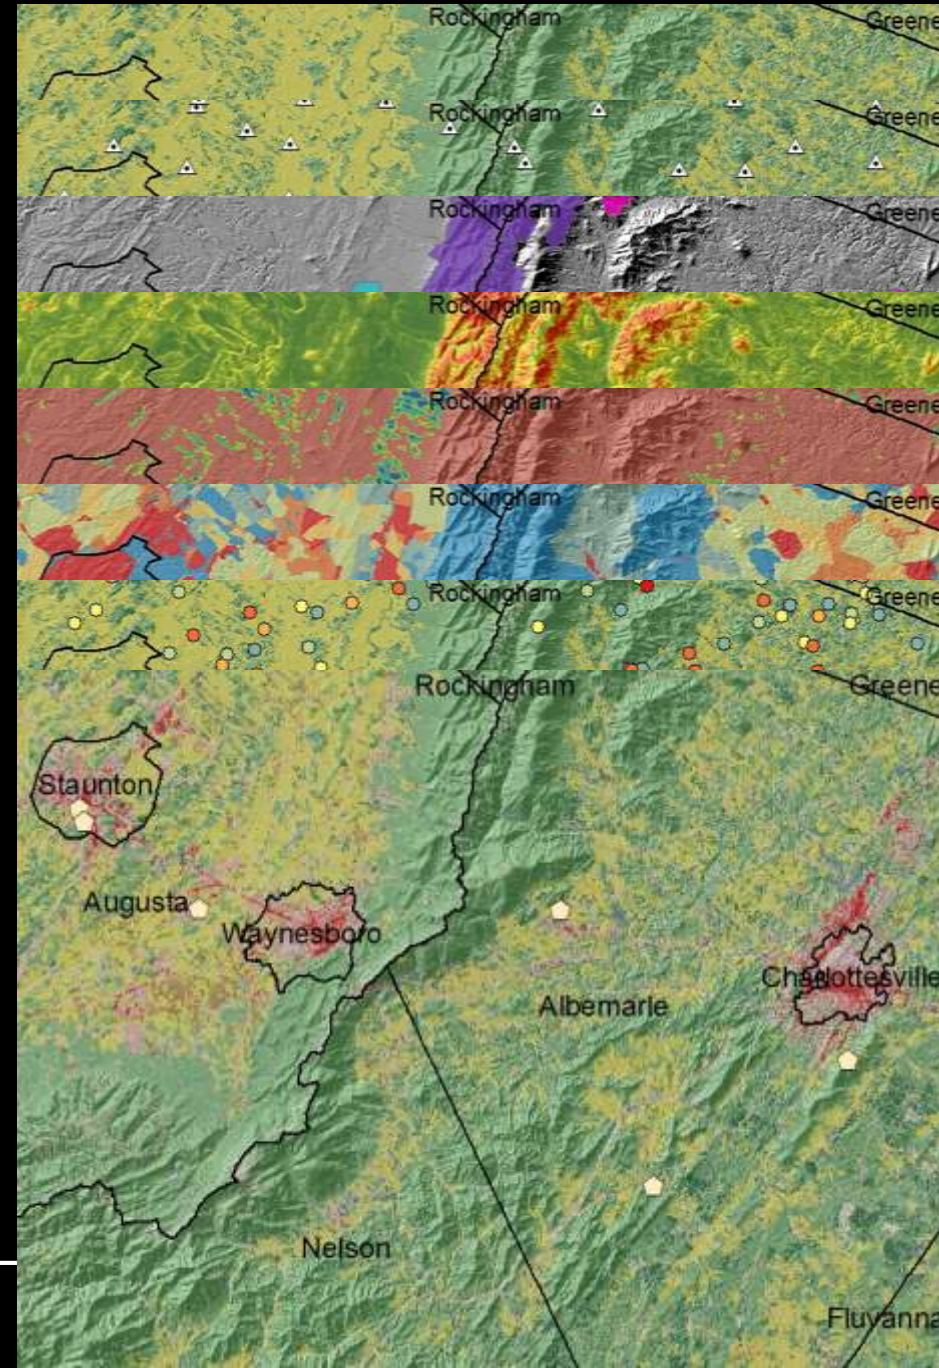 Rockingham
Greene
Rockingham
Greene
Rockingham
Greene
Rockingham
Greene
Rockingham
Greene
Rockingham
Greene
Rockingham
Greene
Rockingham
Greene
Staunton
Augusta
Waynesboro
Charlottesville
Albemarle
Nelson
Fluvanna